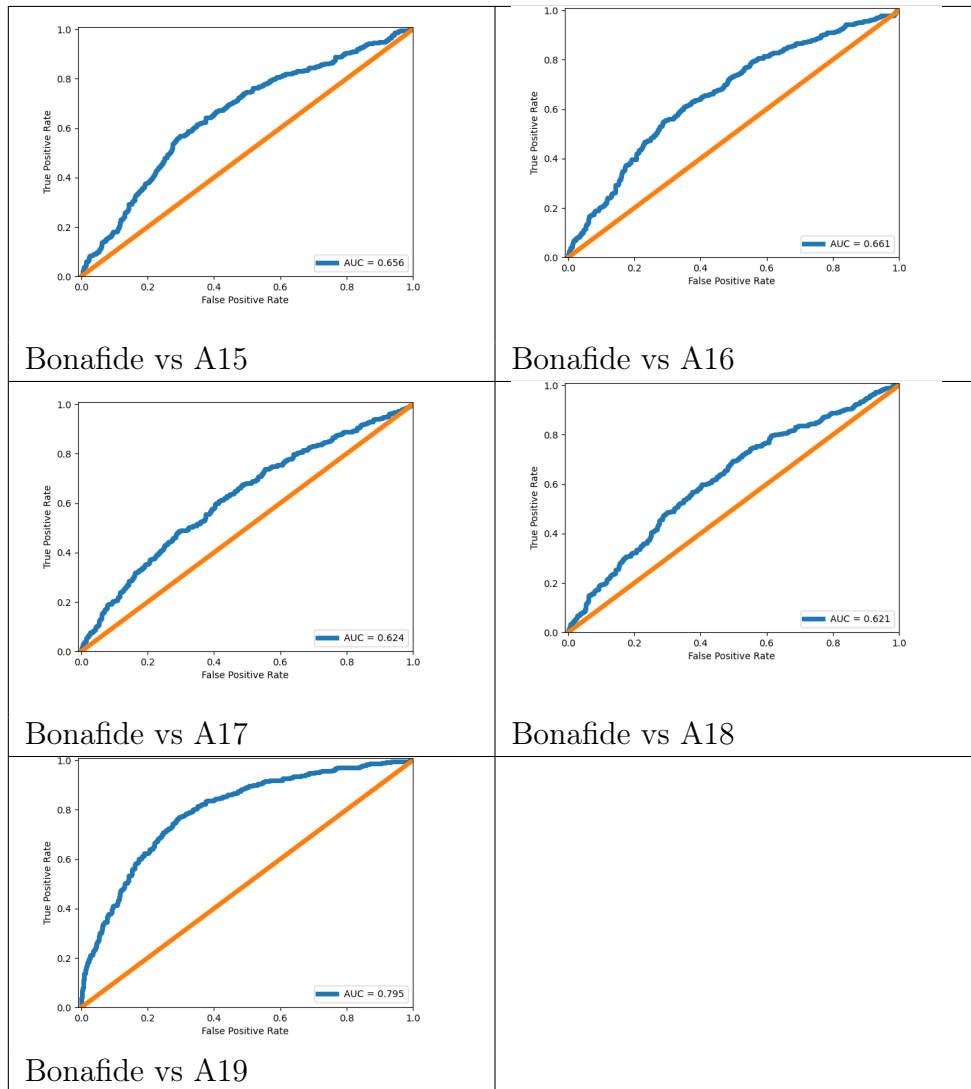 1.0
0.8
0.6
0.4
0.2
0.0
True Positive Rate
0.0 0.2 0.4 0.6 0.8 1.0
False Positive Rate
AUC = 0.656
Bonafide vs A15
1.0
0.8
0.6
0.4
0.2
0.0
True Positive Rate
0.0 0.2 0.4 0.6 0.8 1.0
False Positive Rate
AUC = 0.661
Bonafide vs A16
1.0
0.8
0.6
0.4
0.2
0.0
True Positive Rate
0.0 0.2 0.4 0.6 0.8 1.0
False Positive Rate
AUC = 0.624
Bonafide vs A17
1.0
0.8
0.6
0.4
0.2
0.0
True Positive Rate
0.0 0.2 0.4 0.6 0.8 1.0
False Positive Rate
AUC = 0.621
Bonafide vs A18
1.0
0.8
0.6
0.4
0.2
0.0
True Positive Rate
0.0 0.2 0.4 0.6 0.8 1.0
False Positive Rate
AUC = 0.795
Bonafide vs A19